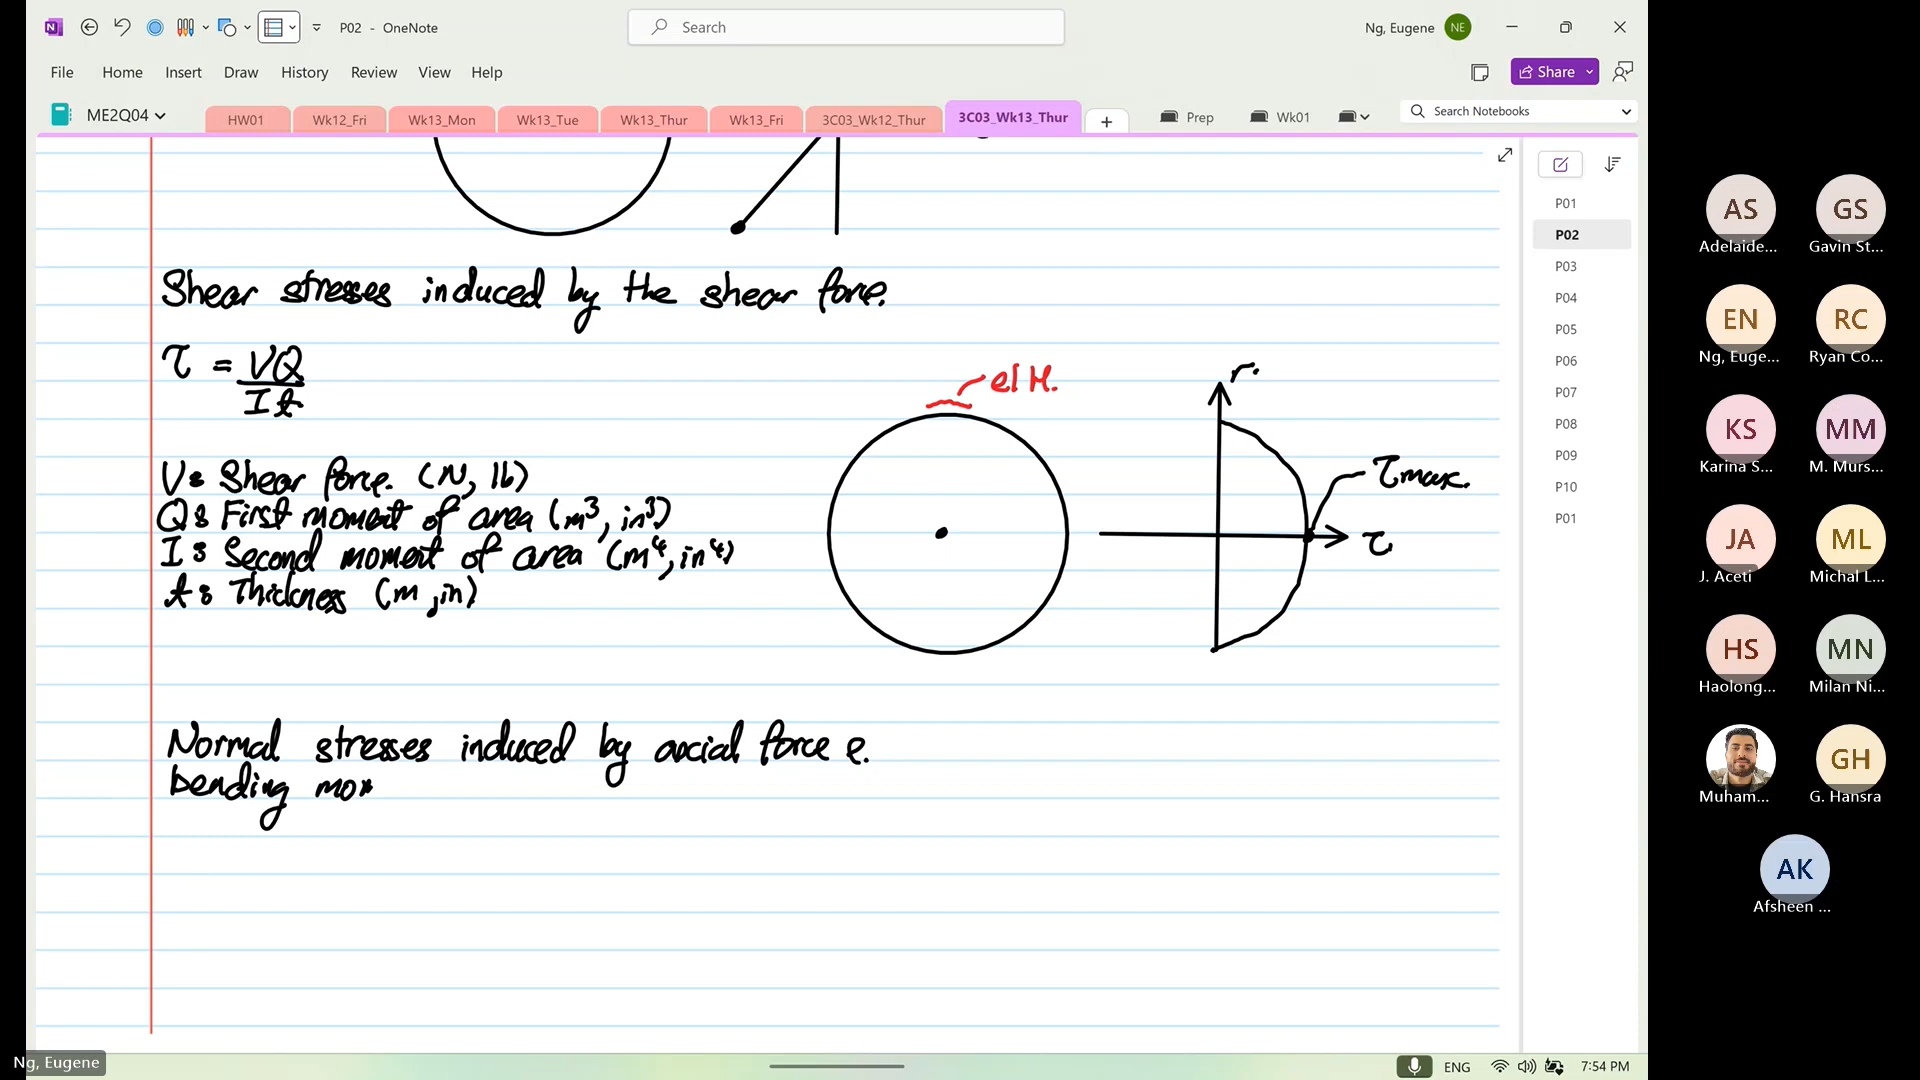 P02 - OneNote
Search
Ng, Eugene
NE
File Home Insert Draw History Review View Help
Share
ME2Q04
HW01
Wk12_Fri
Wk13_Mon
Wk13_Tue
Wk13_Thur
Wk13_Fri
3C03_Wk12_Thur
3C03_Wk13_Thur
Prep
Wk01
Search Notebooks
P01
P02
P03
P04
P05
P06
P07
P08
P09
P10
P01
Shear stresses induced by the shear force.
τ = VQ
It
V: Shear force. (N, lb)
Q: First moment of area (m³, in³)
I: Second moment of area (m⁴, in⁴)
t: Thickness (m, in)
el H.
r.
τmax.
τ
Normal stresses induced by axial force e.
bending mom
AS
Adelaide...
GS
Gavin St...
EN
Ng, Euge...
RC
Ryan Co...
KS
Karina S...
MM
M. Murs...
JA
J. Aceti
ML
Michal L...
HS
Haolong...
MN
Milan Ni...
Muham...
GH
G. Hansra
AK
Afsheen ...
Ng, Eugene
ENG
7:54 PM